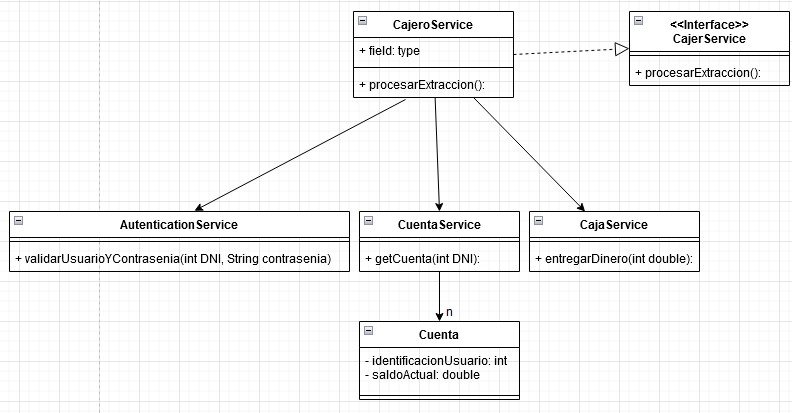 CajeroService
+ field: type
+ procesarExtraccion():
<<Interface>>
CajerService
+ procesarExtraccion():
AutenticationService
+ validarUsuarioYContrasenia(int DNI, String contrasenia)
CuentaService
+ getCuenta(int DNI):
CajaService
+ entregarDinero(int double):
n
Cuenta
- identificacionUsuario: int
- saldoActual: double